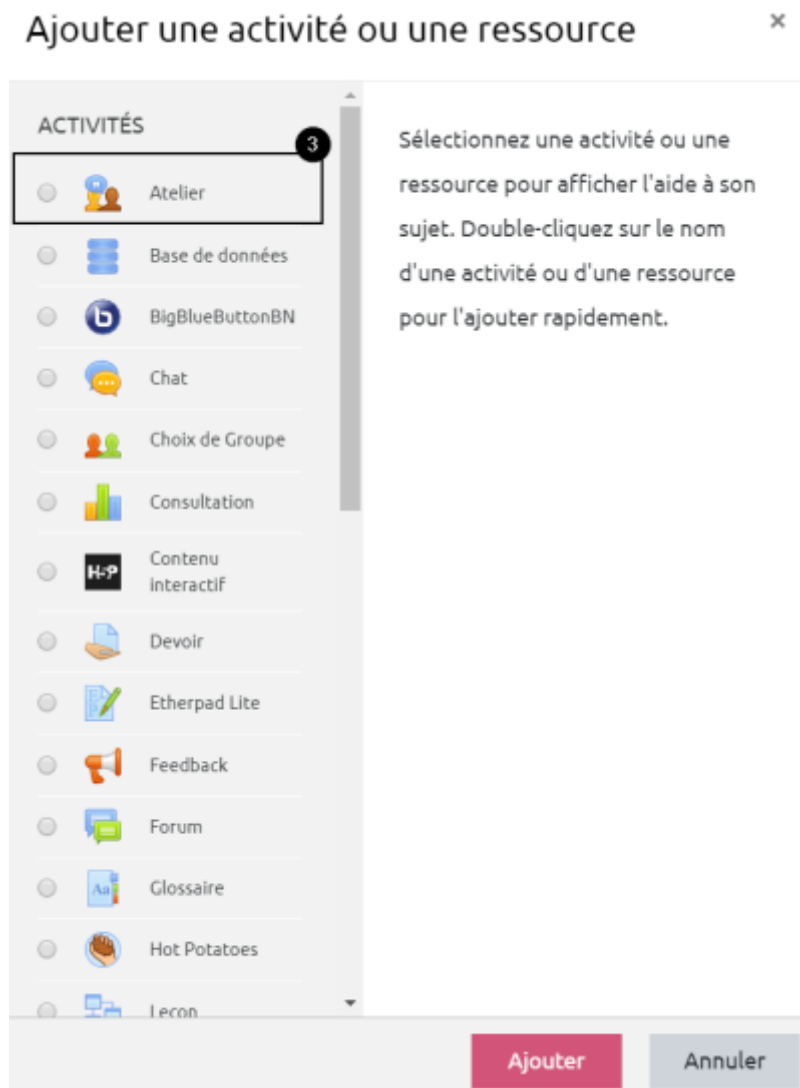 Ajouter une activité ou une ressource
×
ACTIVITÉS
3
Atelier
Base de données
BigBlueButtonBN
Chat
Choix de Groupe
Consultation
H-P
Contenu
interactif
Devoir
Etherpad Lite
Feedback
Forum
Aa
Glossaire
Hot Potatoes
Leçon
Sélectionnez une activité ou une
ressource pour afficher l'aide à son
sujet. Double-cliquez sur le nom
d'une activité ou d'une ressource
pour l'ajouter rapidement.
Ajouter
Annuler